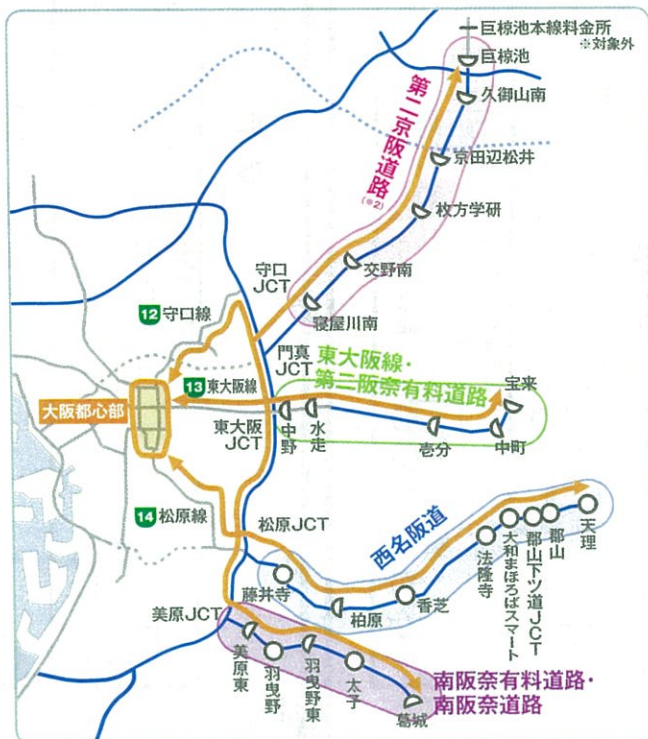 巨椋池本線料金所
※対象外
巨椋池
久御山南
第二京阪道路
(※2)
京田辺松井
枚方学研
交野南
守口
JCT
寝屋川南
12 守口線
門真
JCT
東大阪線・
第二阪奈有料道路
宝来
13 東大阪線
大阪都心部
東大阪
JCT
中野
水走
壱分
中町
14 松原線
松原JCT
西名阪道
藤井寺
柏原
香芝
法隆寺
大和まほろばスマート
郡山下ツ道JCT
郡山
天理
美原JCT
美原東
羽曳野
羽曳野東
太子
葛城
南阪奈有料道路・
南阪奈道路